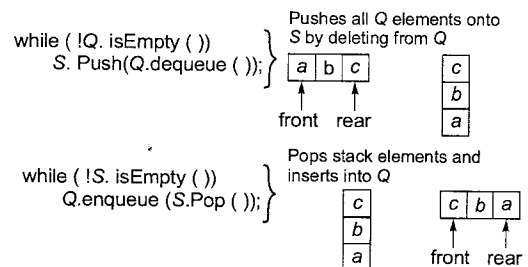 while ( !Q. isEmpty ( ))
S. Push(Q.dequeue ( ));
Pushes all Q elements onto
S by deleting from Q
a b c
front rear
c
b
a
while ( !S. isEmpty ( ))
Q.enqueue (S.Pop ( ));
Pops stack elements and
inserts into Q
c
b
a
c b a
front rear